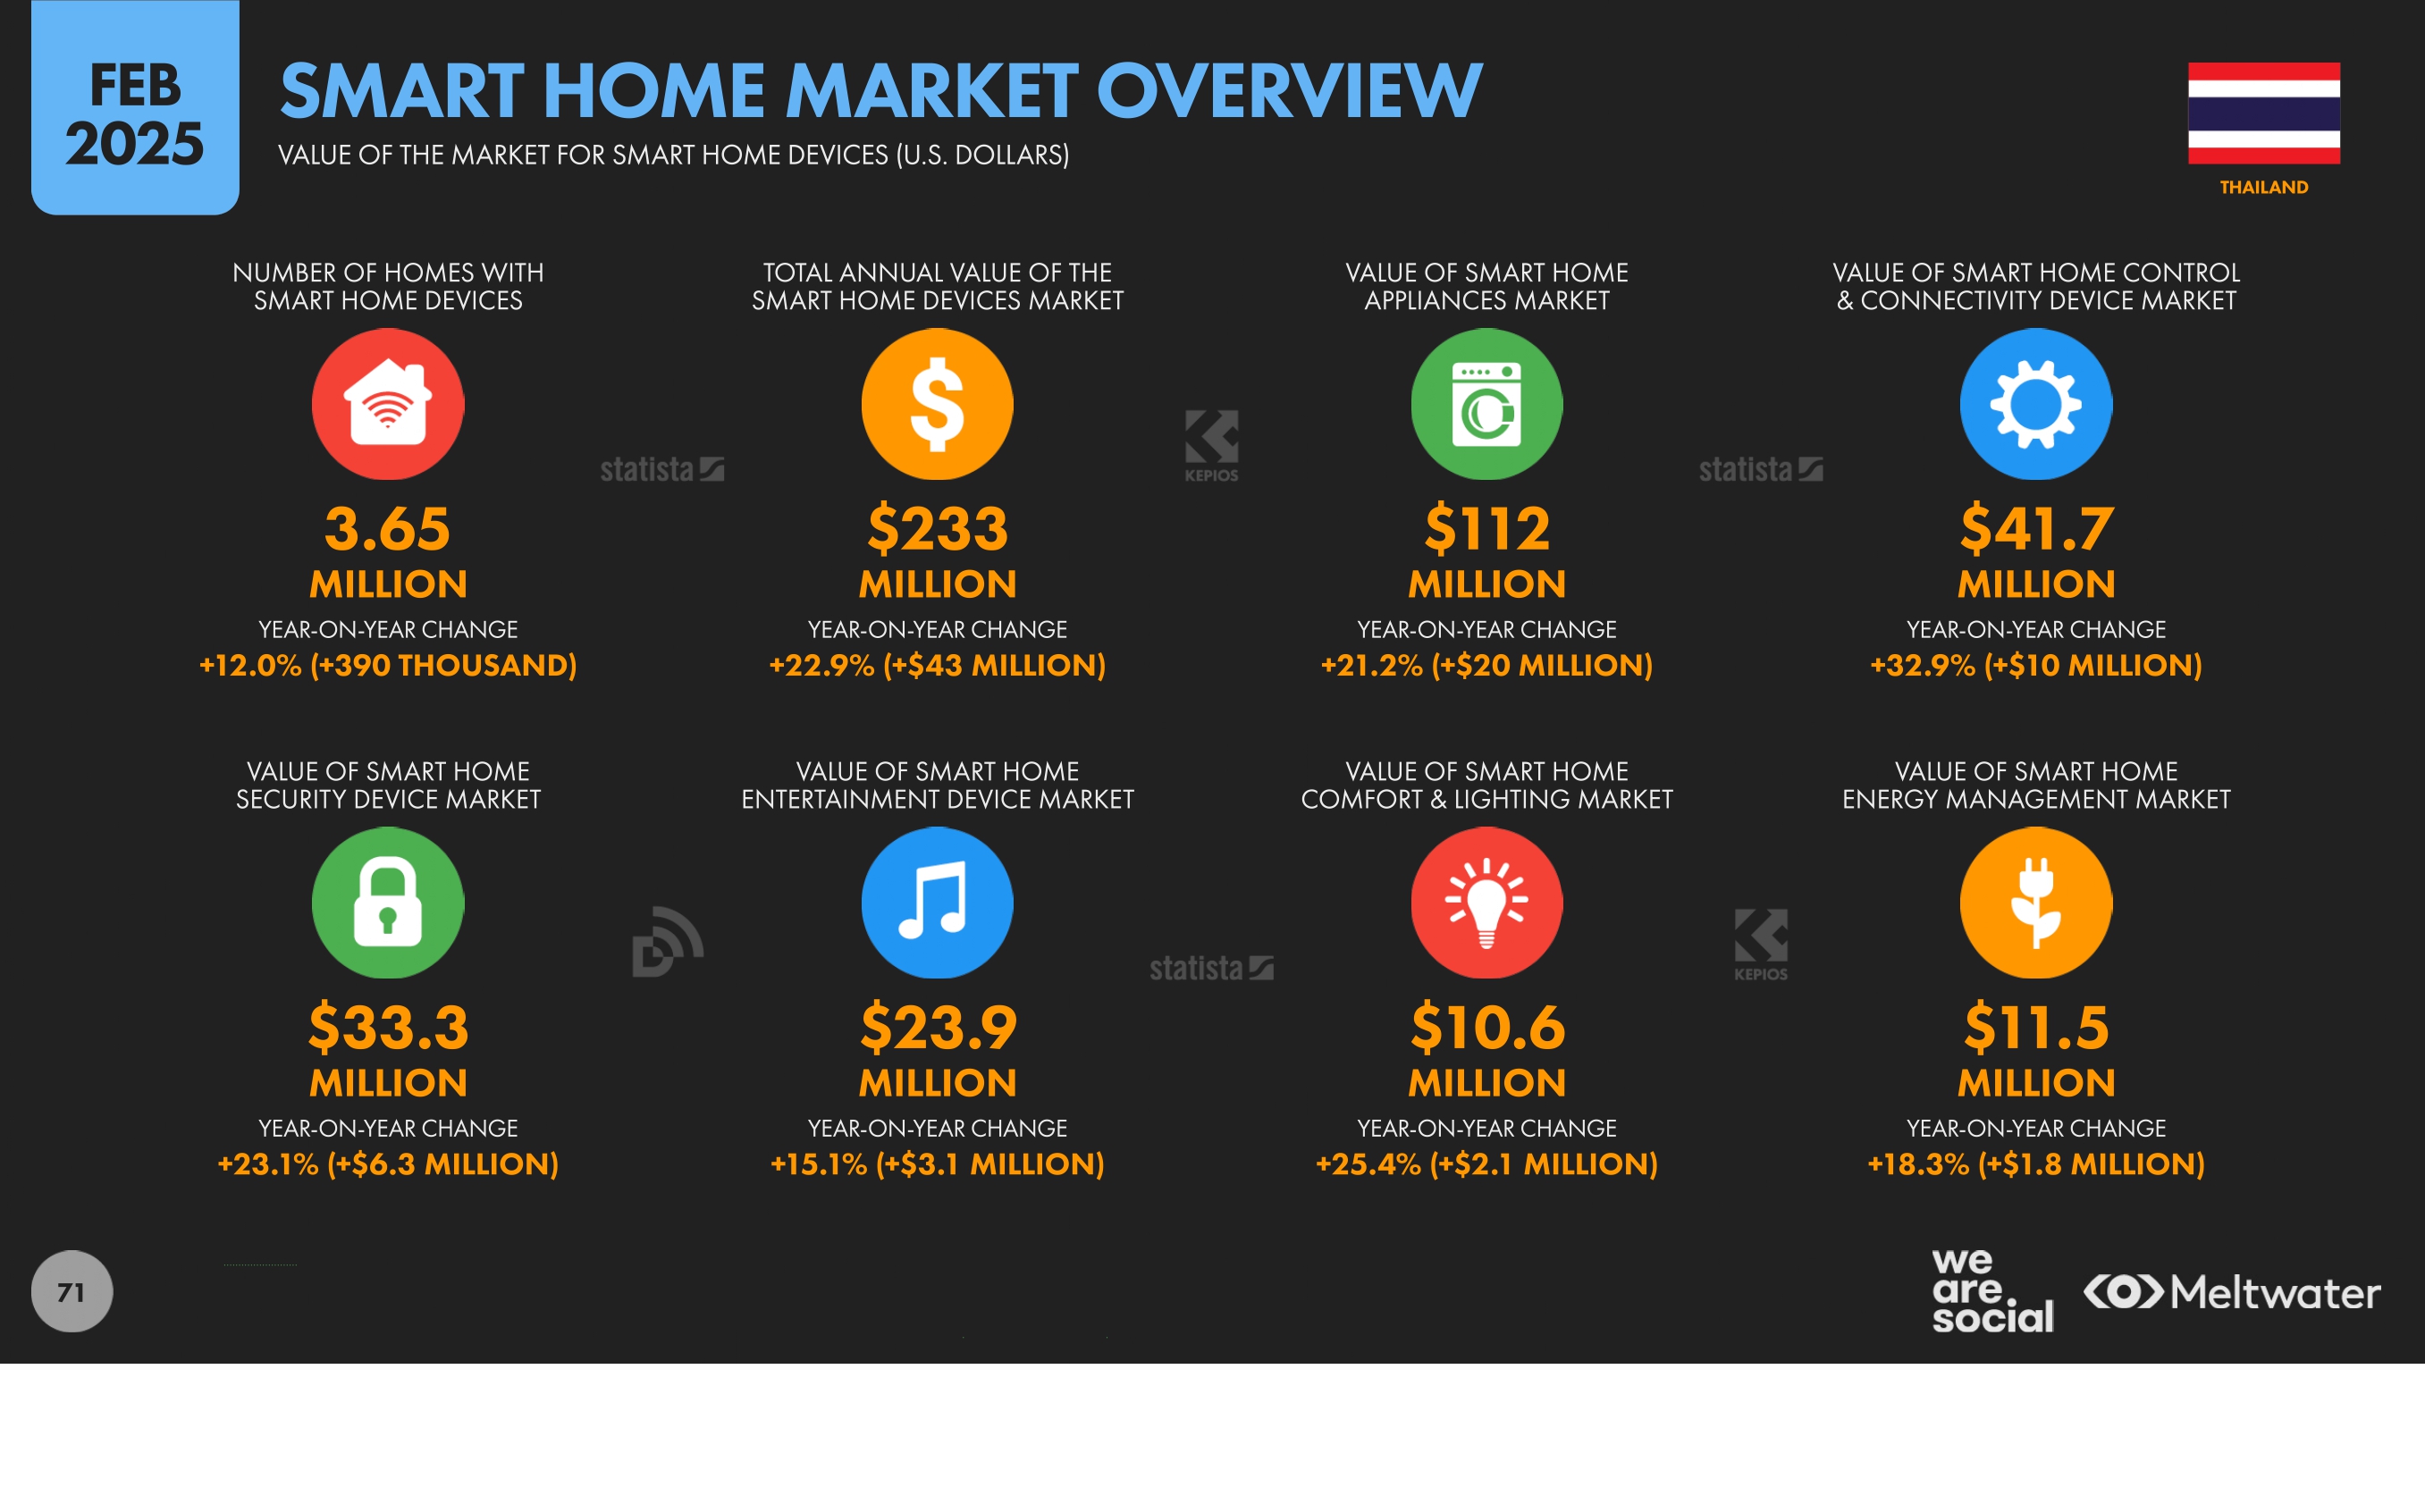 FEB
2025
SMART HOME MARKET OVERVIEW
VALUE OF THE MARKET FOR SMART HOME DEVICES (U.S. DOLLARS)
THAILAND
NUMBER OF HOMES WITH
SMART HOME DEVICES
3.65
MILLION
YEAR-ON-YEAR CHANGE
+12.0% (+390 THOUSAND)
statista
TOTAL ANNUAL VALUE OF THE
SMART HOME DEVICES MARKET
$233
MILLION
YEAR-ON-YEAR CHANGE
+22.9% (+$43 MILLION)
KEPIOS
VALUE OF SMART HOME
APPLIANCES MARKET
$112
MILLION
YEAR-ON-YEAR CHANGE
+21.2% (+$20 MILLION)
statista
VALUE OF SMART HOME CONTROL
& CONNECTIVITY DEVICE MARKET
$41.7
MILLION
YEAR-ON-YEAR CHANGE
+32.9% (+$10 MILLION)
VALUE OF SMART HOME
SECURITY DEVICE MARKET
$33.3
MILLION
YEAR-ON-YEAR CHANGE
+23.1% (+$6.3 MILLION)
VALUE OF SMART HOME
ENTERTAINMENT DEVICE MARKET
$23.9
MILLION
YEAR-ON-YEAR CHANGE
+15.1% (+$3.1 MILLION)
statista
VALUE OF SMART HOME
COMFORT & LIGHTING MARKET
$10.6
MILLION
YEAR-ON-YEAR CHANGE
+25.4% (+$2.1 MILLION)
KEPIOS
VALUE OF SMART HOME
ENERGY MANAGEMENT MARKET
$11.5
MILLION
YEAR-ON-YEAR CHANGE
+18.3% (+$1.8 MILLION)
71
we
are
social
Meltwater